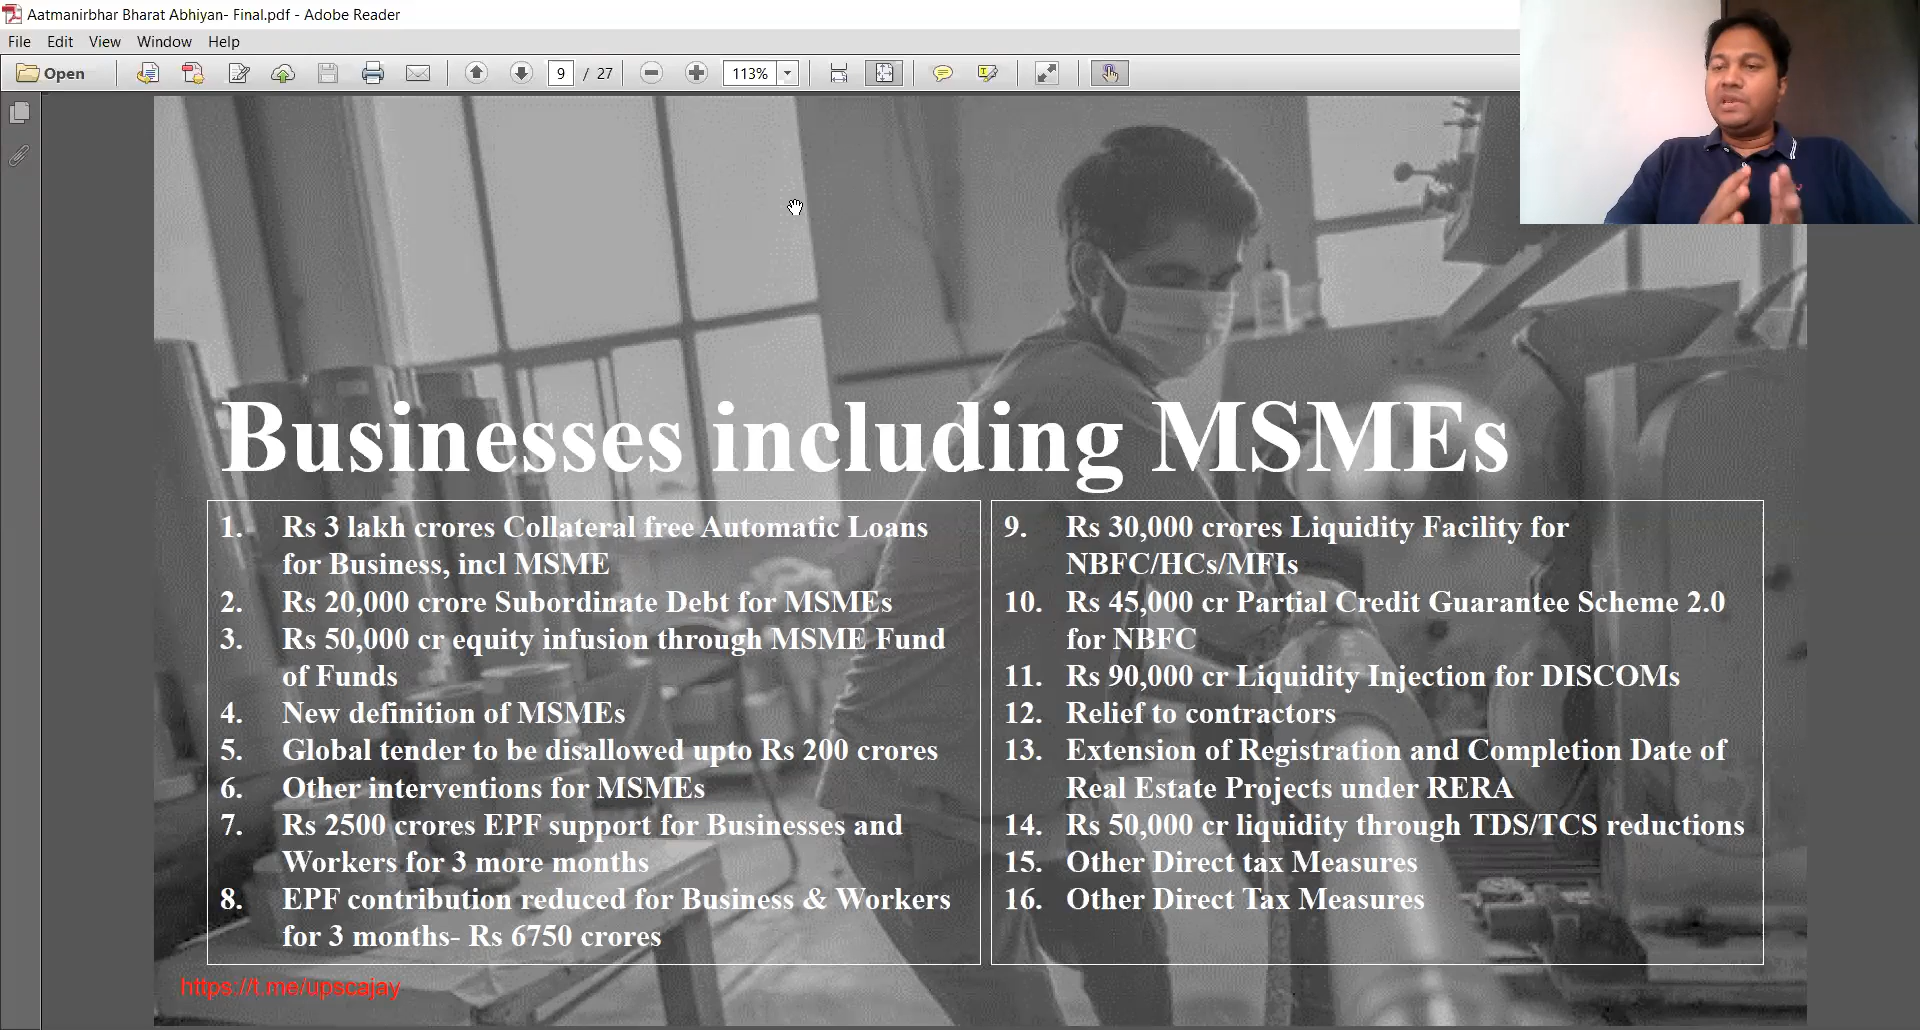 Aatmanirbhar Bharat Abhiyan- Final.pdf - Adobe Reader
File Edit View Window Help
Open 9 / 27 113%
Businesses including MSMEs
1. Rs 3 lakh crores Collateral free Automatic Loans
for Business, incl MSME
2. Rs 20,000 crore Subordinate Debt for MSMEs
3. Rs 50,000 cr equity infusion through MSME Fund
of Funds
4. New definition of MSMEs
5. Global tender to be disallowed upto Rs 200 crores
6. Other interventions for MSMEs
7. Rs 2500 crores EPF support for Businesses and
Workers for 3 more months
8. EPF contribution reduced for Business & Workers
for 3 months- Rs 6750 crores
9. Rs 30,000 crores Liquidity Facility for
NBFC/HCs/MFIs
10. Rs 45,000 cr Partial Credit Guarantee Scheme 2.0
for NBFC
11. Rs 90,000 cr Liquidity Injection for DISCOMs
12. Relief to contractors
13. Extension of Registration and Completion Date of
Real Estate Projects under RERA
14. Rs 50,000 cr liquidity through TDS/TCS reductions
15. Other Direct tax Measures
16. Other Direct Tax Measures
https://t.me/upscajay